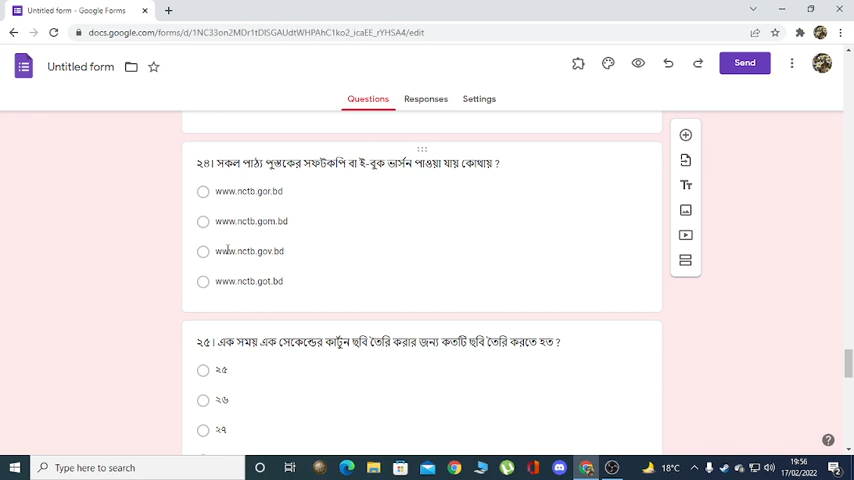 Untitled form - Google Forms
docs.google.com/forms/d/1NC33on2MDr1tDISGAUdtWHPAhC1ko2_icaEE_rYHSA4/edit
Untitled form
Send
Questions Responses Settings
২৪। সকল পাঠ্য পুস্তকের সফটকপি বা ই-বুক ভার্সন পাওয়া যায় কোথায় ?
www.nctb.gor.bd
www.nctb.gom.bd
www.nctb.gov.bd
www.nctb.got.bd
২৫। এক সময় এক সেকেন্ডের কার্টুন ছবি তৈরি করার জন্য কতটি ছবি তৈরি করতে হত ?
২৫
২৬
২৭
Type here to search
18°C
19:56
17/02/2022